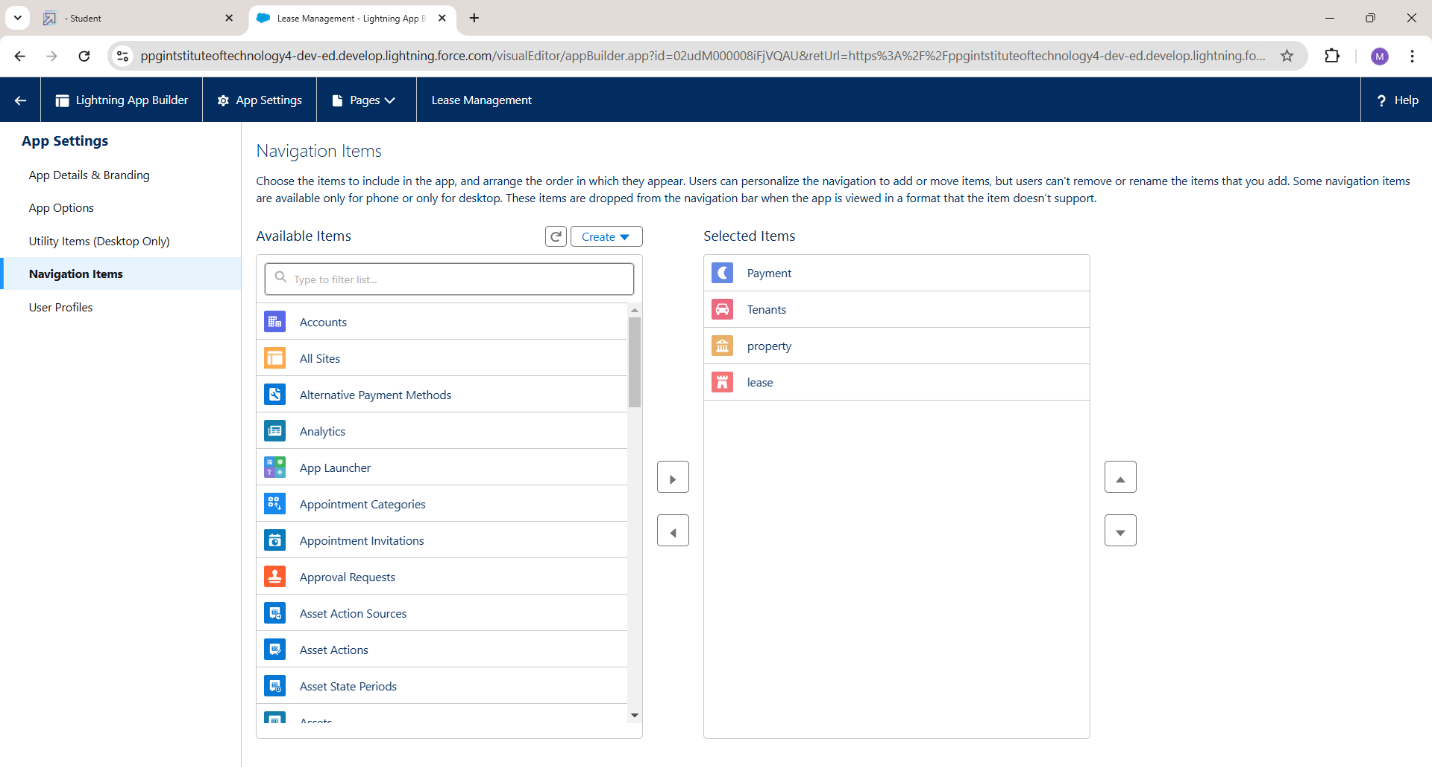 - Student
Lease Management - Lightning App B
ppgintstituteoftechnology4-dev-ed.develop.lightning.force.com/visualEditor/appBuilder.app?id=02udM000008iFjVQAU&retUrl=https%3A%2F%2Fppgintstituteoftechnology4-dev-ed.develop.lightning.fo...
M
Lightning App Builder
App Settings
Pages
Lease Management
? Help
App Settings
App Details & Branding
App Options
Utility Items (Desktop Only)
Navigation Items
User Profiles
Navigation Items
Choose the items to include in the app, and arrange the order in which they appear. Users can personalize the navigation to add or move items, but users can't remove or rename the items that you add. Some navigation items
are available only for phone or only for desktop. These items are dropped from the navigation bar when the app is viewed in a format that the item doesn't support.
Available Items
Create
Type to filter list...
Accounts
All Sites
Alternative Payment Methods
Analytics
App Launcher
Appointment Categories
Appointment Invitations
Approval Requests
Asset Action Sources
Asset Actions
Asset State Periods
Assets
Selected Items
Payment
Tenants
property
lease